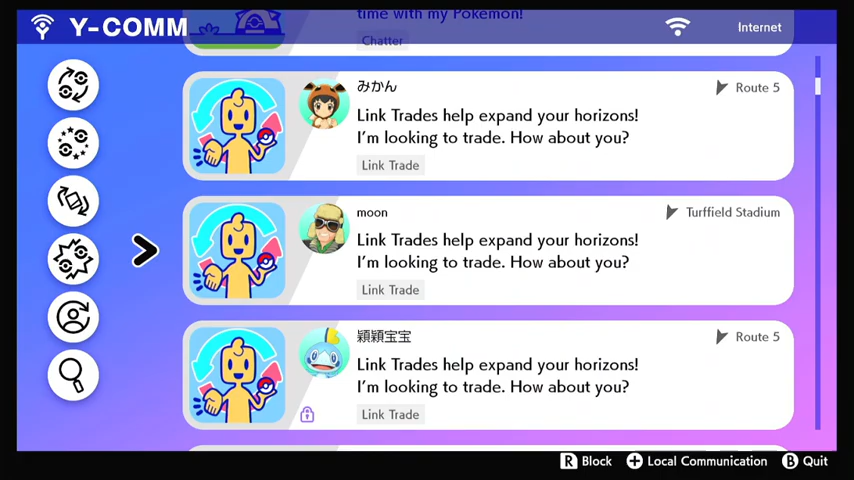 Y-COMM
Internet
time with my Pokémon!
Chatter
みかん
Route 5
Link Trades help expand your horizons!
I'm looking to trade. How about you?
Link Trade
moon
Turffield Stadium
Link Trades help expand your horizons!
I'm looking to trade. How about you?
Link Trade
穎穎宝宝
Route 5
Link Trades help expand your horizons!
I'm looking to trade. How about you?
Link Trade
R Block
+ Local Communication
B Quit